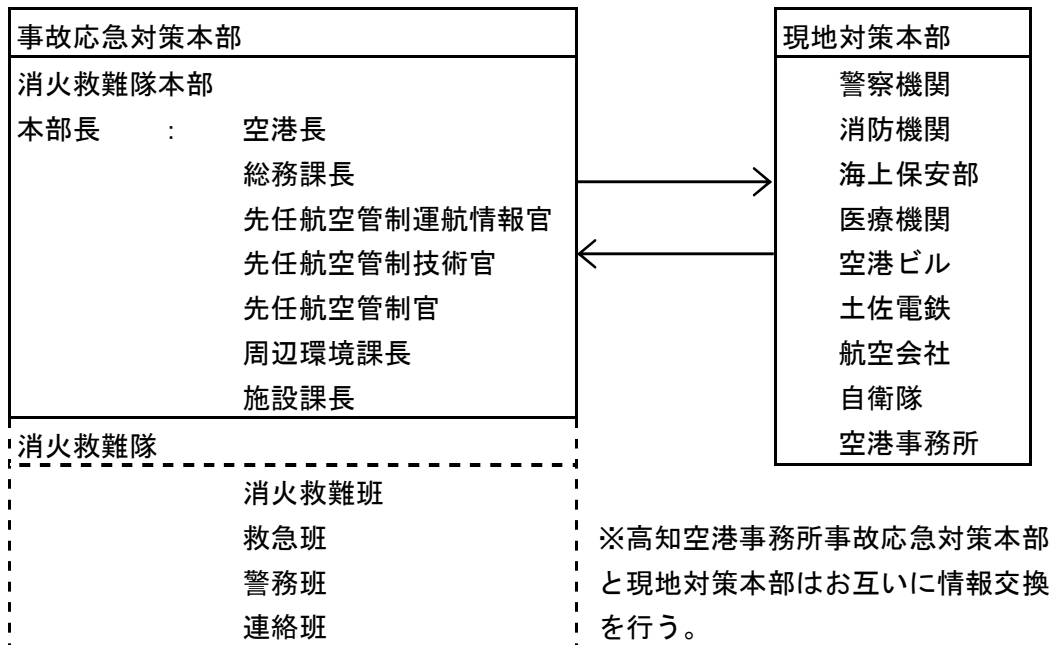 事故応急対策本部
消火救難隊本部
本部長　：　空港長
総務課長
先任航空管制運航情報官
先任航空管制技術官
先任航空管制官
周辺環境課長
施設課長
消火救難隊
消火救難班
救急班
警務班
連絡班
現地対策本部
警察機関
消防機関
海上保安部
医療機関
空港ビル
土佐電鉄
航空会社
自衛隊
空港事務所
※高知空港事務所事故応急対策本部
と現地対策本部はお互いに情報交換
を行う。